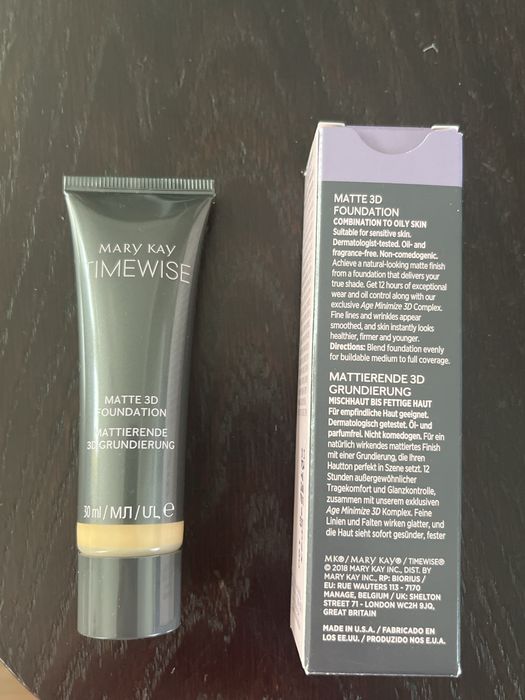 MARY KAY
TIMEWISE
MATTE 3D
FOUNDATION
MATTIERENDE
3D GRUNDIERUNG
30 ml / МЛ / ՄԼ ℮
MATTE 3D
FOUNDATION
COMBINATION TO OILY SKIN
Suitable for sensitive skin.
Dermatologist-tested. Oil- and
fragrance-free. Non-comedogenic.
Achieve a natural-looking matte finish
from a foundation that delivers your
true shade. Get 12 hours of exceptional
wear and oil control along with our
exclusive Age Minimize 3D Complex.
Fine lines and wrinkles appear
smoothed, and skin instantly looks
healthier, firmer and younger.
Directions: Blend foundation evenly
for buildable medium to full coverage.
MATTIERENDE 3D
GRUNDIERUNG
MISCHHAUT BIS FETTIGE HAUT
Für empfindliche Haut geeignet.
Dermatologisch getestet. Öl- und
parfumfrei. Nicht komedogen. Für ein
natürlich wirkendes mattiertes Finish
mit einer Grundierung, die Ihren
Hautton perfekt in Szene setzt. 12
Stunden außergewöhnlicher
Tragekomfort und Glanzkontrolle,
zusammen mit unserem exklusiven
Age Minimize 3D Komplex. Feine
Linien und Falten wirken glatter, und
die Haut sieht sofort gesünder, fester
MK® / MARY KAY® / TIMEWISE®
© 2018 MARY KAY INC., DIST. BY
MARY KAY INC., RP: BIORIUS /
EU: RUE WAUTERS 113 - 7170
MANAGE, BELGIUM / UK: SHELTON
STREET 71 - LONDON WC2H 9JQ,
GREAT BRITAIN
MADE IN U.S.A. / FABRICADO EN
LOS EE.UU. / PRODUZIDO NOS E.U.A.